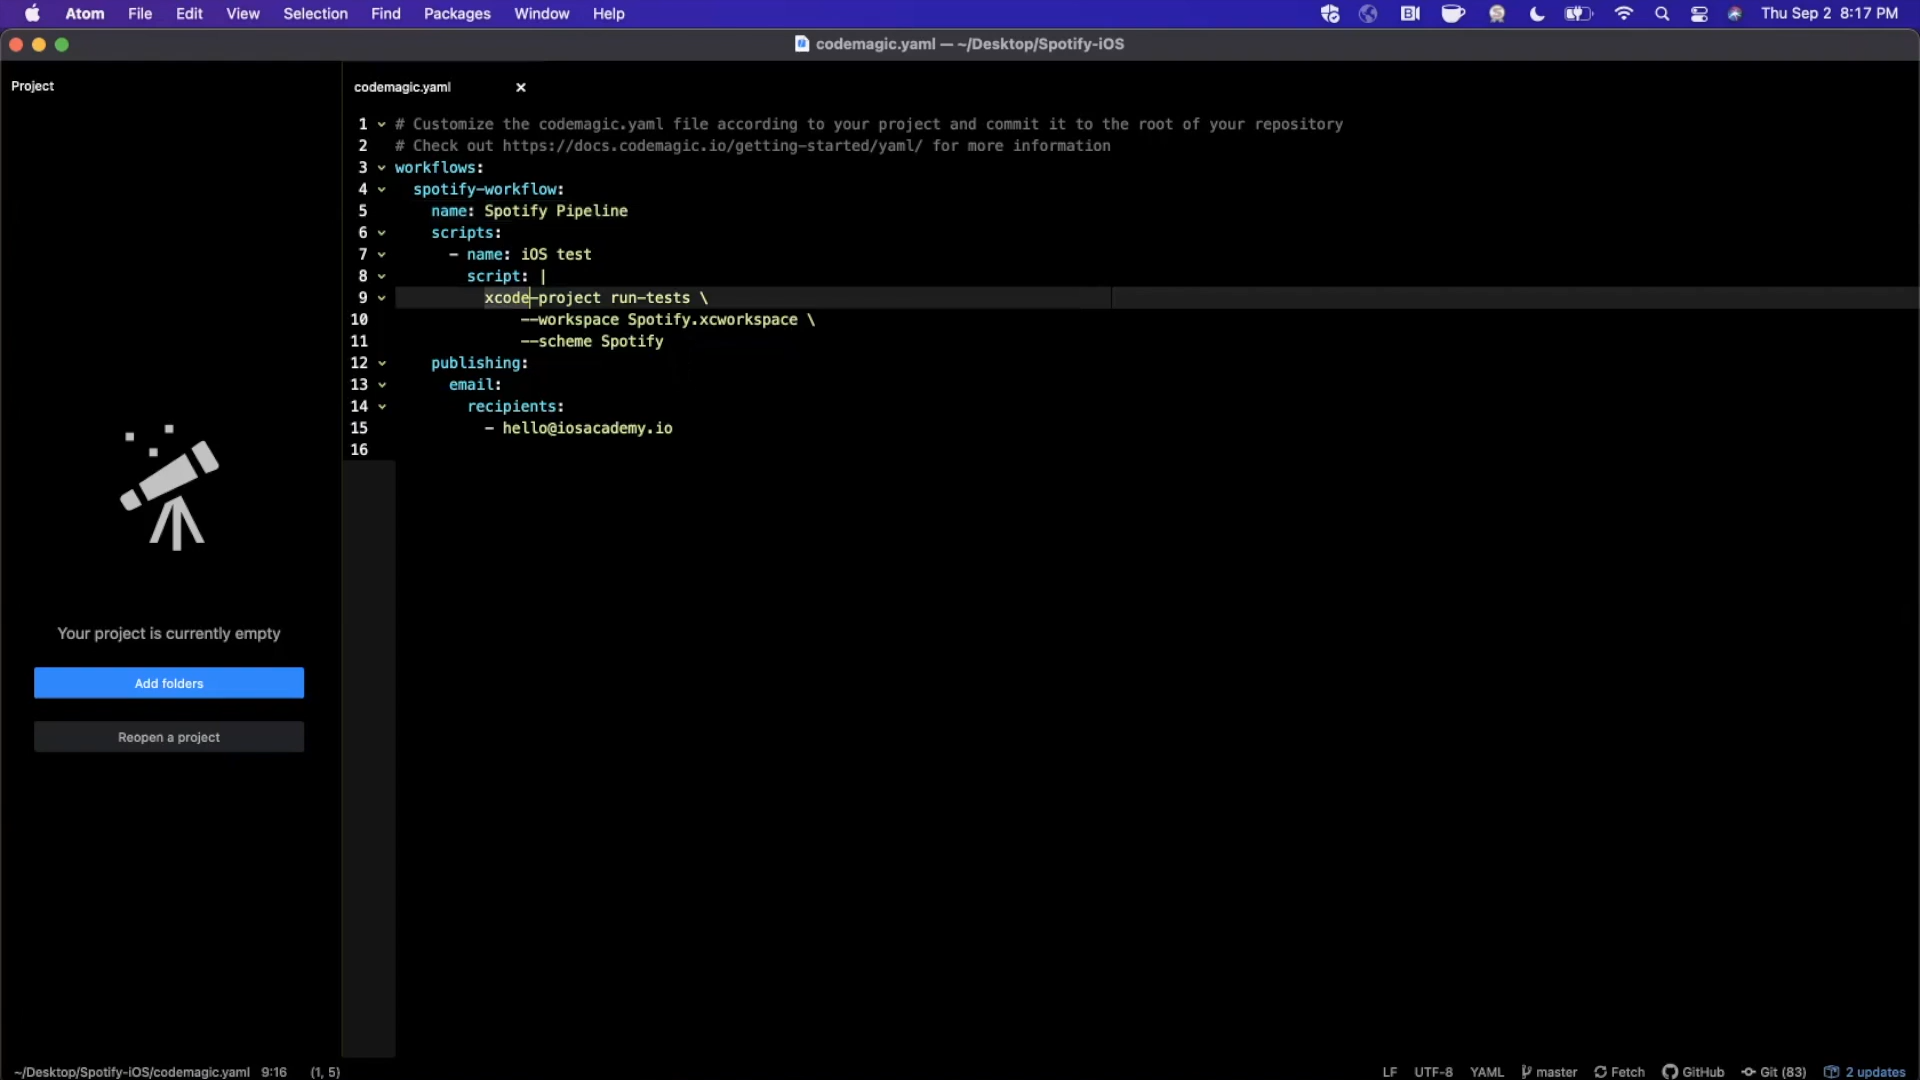 Atom File Edit View Selection Find Packages Window Help Thu Sep 2 8:17 PM
codemagic.yaml — ~/Desktop/Spotify-iOS
Project
codemagic.yaml
1 # Customize the codemagic.yaml file according to your project and commit it to the root of your repository
2 # Check out https://docs.codemagic.io/getting-started/yaml/ for more information
3 workflows:
4 spotify-workflow:
5 name: Spotify Pipeline
6 scripts:
7 - name: iOS test
8 script: |
9 xcode-project run-tests \
10 --workspace Spotify.xcworkspace \
11 --scheme Spotify
12 publishing:
13 email:
14 recipients:
15 - hello@iosacademy.io
16
Your project is currently empty
Add folders
Reopen a project
~/Desktop/Spotify-iOS/codemagic.yaml 9:16 (1, 5) LF UTF-8 YAML master Fetch GitHub Git (83) 2 updates